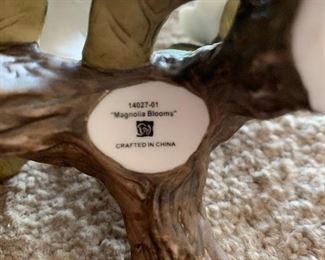 14027-01
"Magnolia Blooms"
CRAFTED IN CHINA